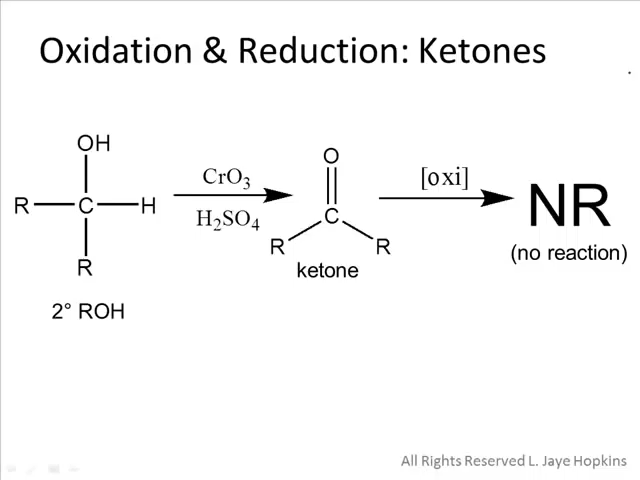 Oxidation & Reduction: Ketones
OH
R C H
R
2° ROH
CrO₃
H₂SO₄
O
C
R R
ketone
[oxi]
NR
(no reaction)
All Rights Reserved L. Jaye Hopkins